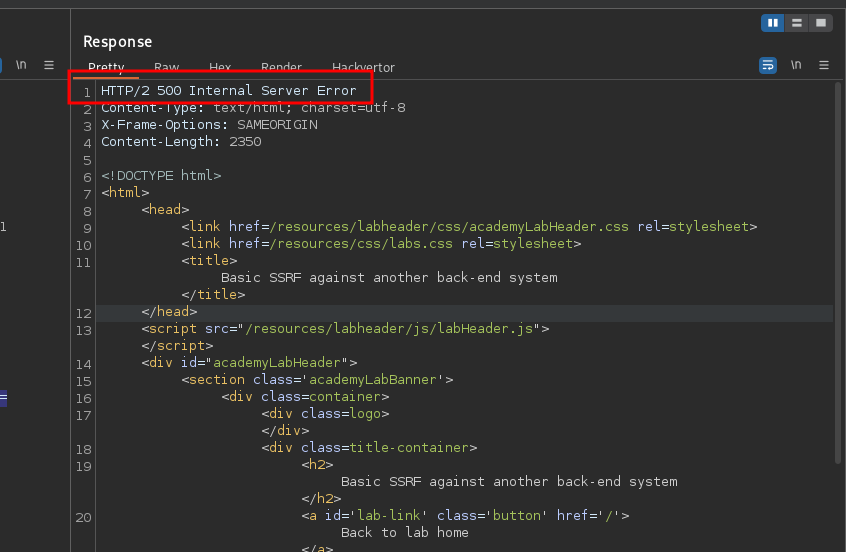 Response
\n ☰ Pretty Raw Hex Render Hackvertor \n ☰
1 HTTP/2 500 Internal Server Error
2 Content-Type: text/html; charset=utf-8
3 X-Frame-Options: SAMEORIGIN
4 Content-Length: 2350
5
6 <!DOCTYPE html>
7 <html>
8 <head>
9 <link href=/resources/labheader/css/academyLabHeader.css rel=stylesheet>
10 <link href=/resources/css/labs.css rel=stylesheet>
11 <title>
Basic SSRF against another back-end system
</title>
12 </head>
13 <script src="/resources/labheader/js/labHeader.js">
</script>
14 <div id="academyLabHeader">
15 <section class='academyLabBanner'>
16 <div class=container>
17 <div class=logo>
</div>
18 <div class=title-container>
19 <h2>
Basic SSRF against another back-end system
</h2>
20 <a id='lab-link' class='button' href='/'>
Back to lab home
</a>